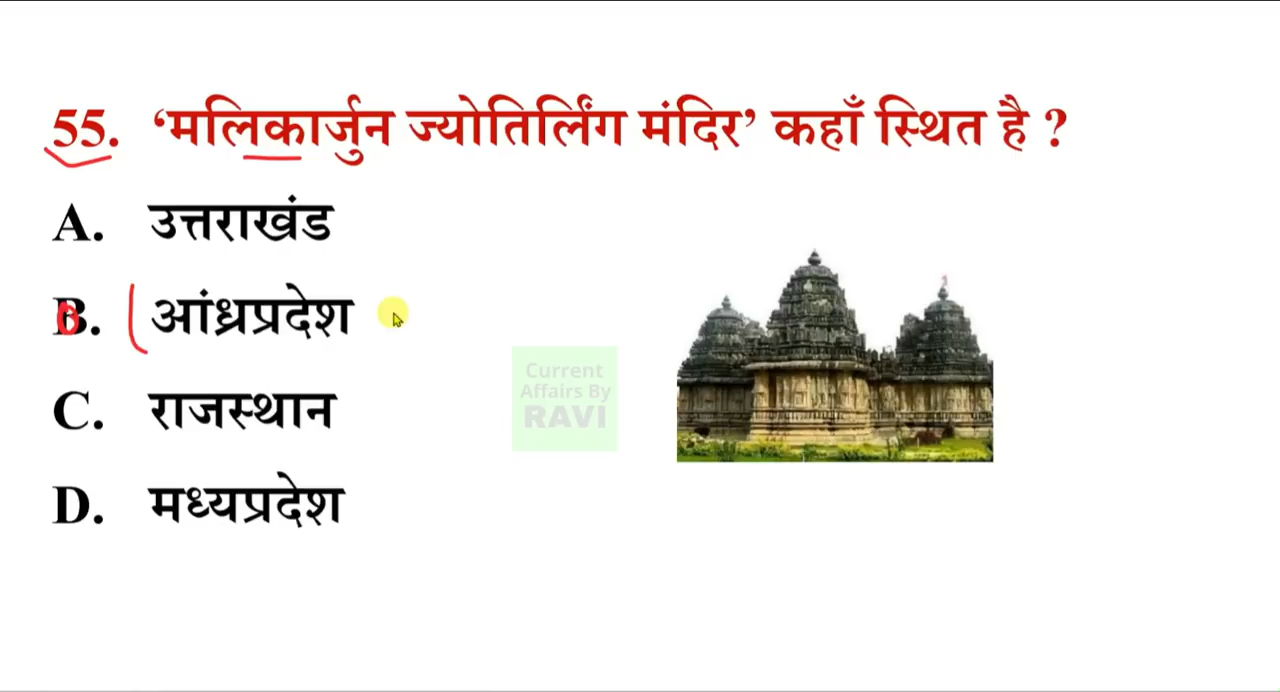 55. ‘मलिकार्जुन ज्योतिर्लिंग मंदिर’ कहाँ स्थित है ?
A. उत्तराखंड
B. आंध्रप्रदेश
C. राजस्थान
D. मध्यप्रदेश
Current
Affairs By
RAVI